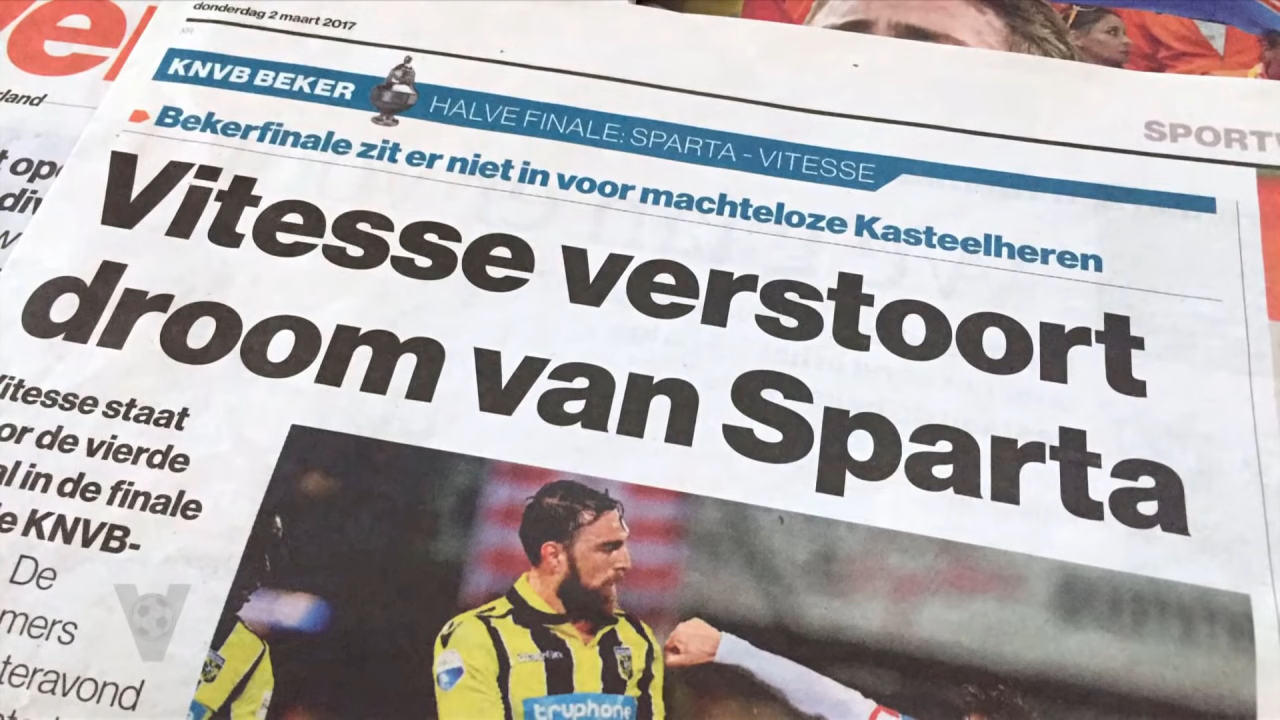 donderdag 2 maart 2017
KNVB BEKER
HALVE FINALE: SPARTA - VITESSE
SPORT
Bekerfinale zit er niet in voor machteloze Kasteelheren
Vitesse verstoort
droom van Sparta
Vitesse staat
or de vierde
al in de finale
e KNVB-
De
mers
teravond
truphone